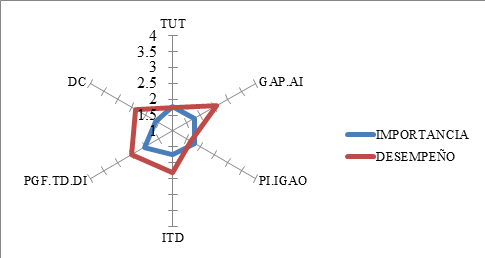 TUT
4
3.5
3
2.5
2
1.5
1
DC
GAP.AI
PGF.TD.DI
PI.IGAO
ITD
IMPORTANCIA
DESEMPEÑO